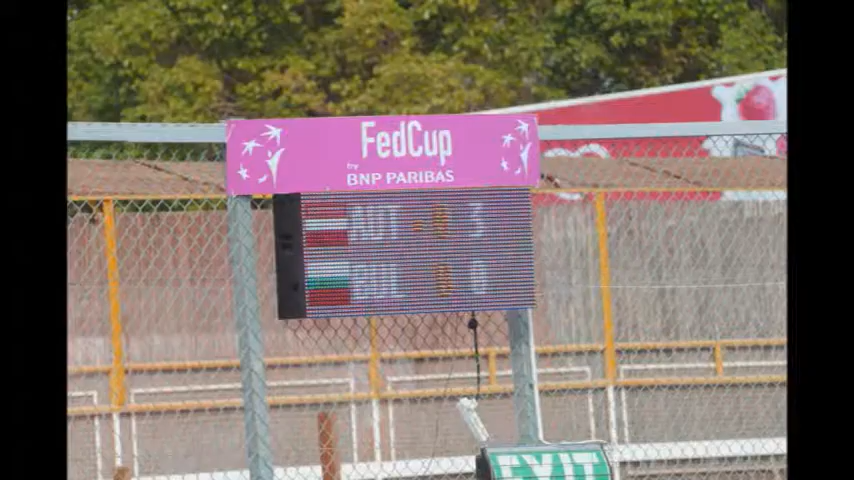 FedCup
by
BNP PARIBAS
AUT 3
BUL 0
EXIT